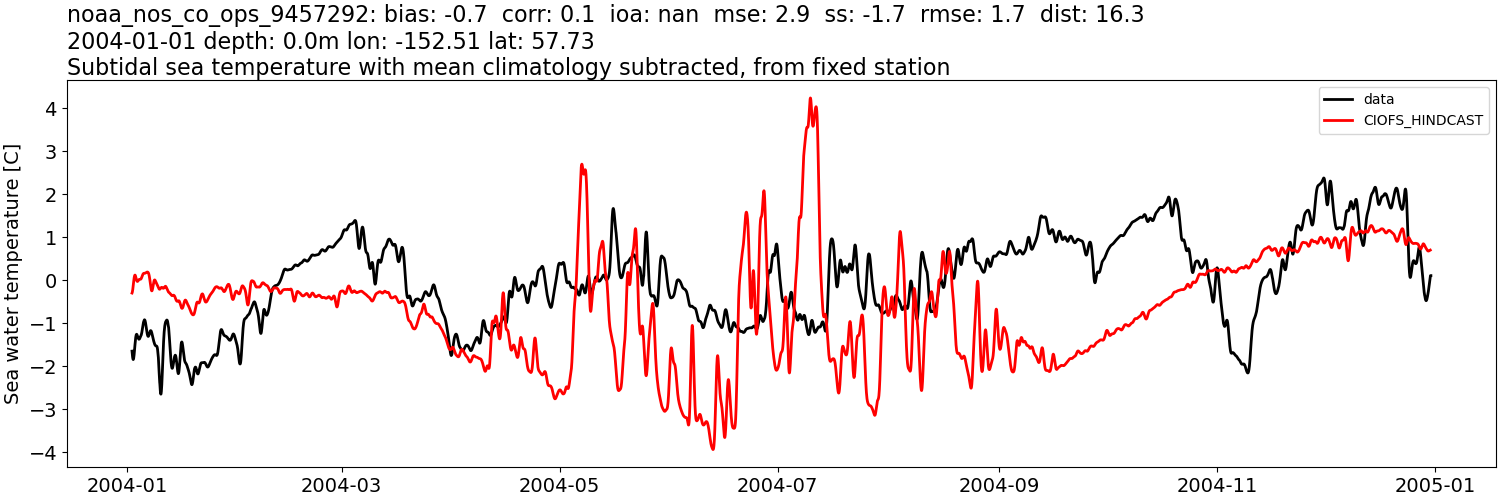 noaa_nos_co_ops_9457292: bias: -0.7  corr: 0.1  ioa: nan  mse: 2.9  ss: -1.7  rmse: 1.7  dist: 16.3
2004-01-01 depth: 0.0m lon: -152.51 lat: 57.73
Subtidal sea temperature with mean climatology subtracted, from fixed station
data
CIOFS_HINDCAST
Sea water temperature [C]
4
3
2
1
0
−1
−2
−3
−4
2004-01
2004-03
2004-05
2004-07
2004-09
2004-11
2005-01